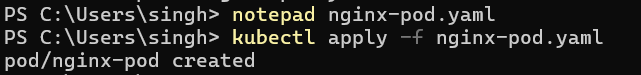 PS C:\Users\singh> notepad nginx-pod.yaml
PS C:\Users\singh> kubectl apply -f nginx-pod.yaml
pod/nginx-pod created